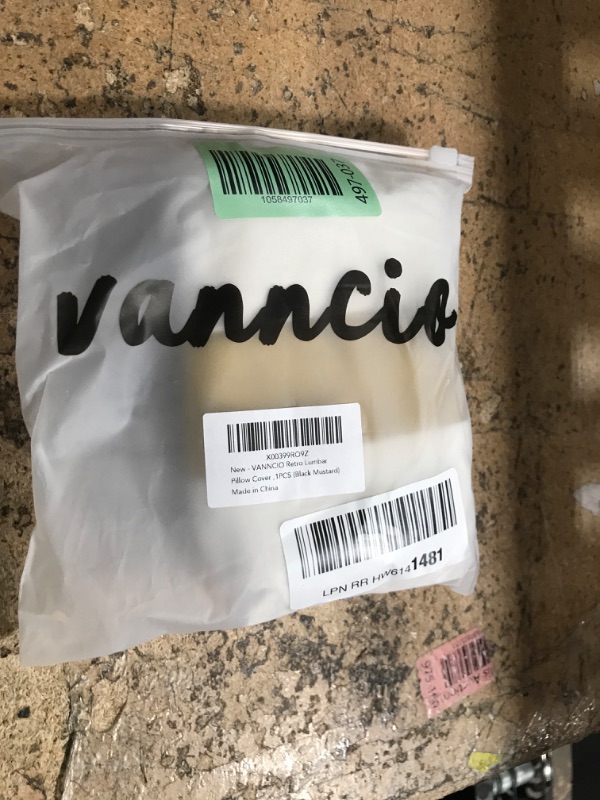 1058497037
497-037
vanncio
X00399RO9Z
New - VANNCIO Retro Lumbar
Pillow Cover ,1PCS (Black Mustard)
Made in China
LPN RR HW6141481